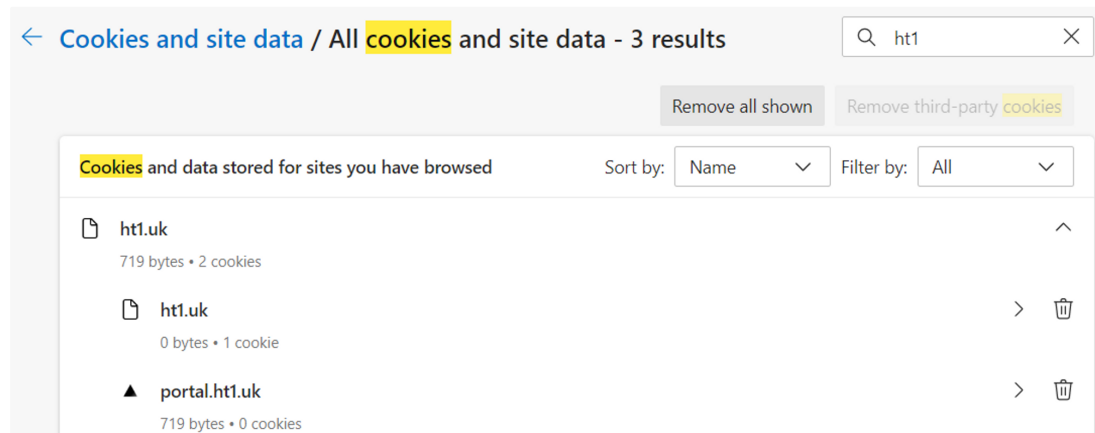 Cookies and site data / All cookies and site data - 3 results
ht1
Remove all shown
Remove third-party cookies
Cookies and data stored for sites you have browsed
Sort by: Name
Filter by: All
ht1.uk
719 bytes • 2 cookies
ht1.uk
0 bytes • 1 cookie
portal.ht1.uk
719 bytes • 0 cookies